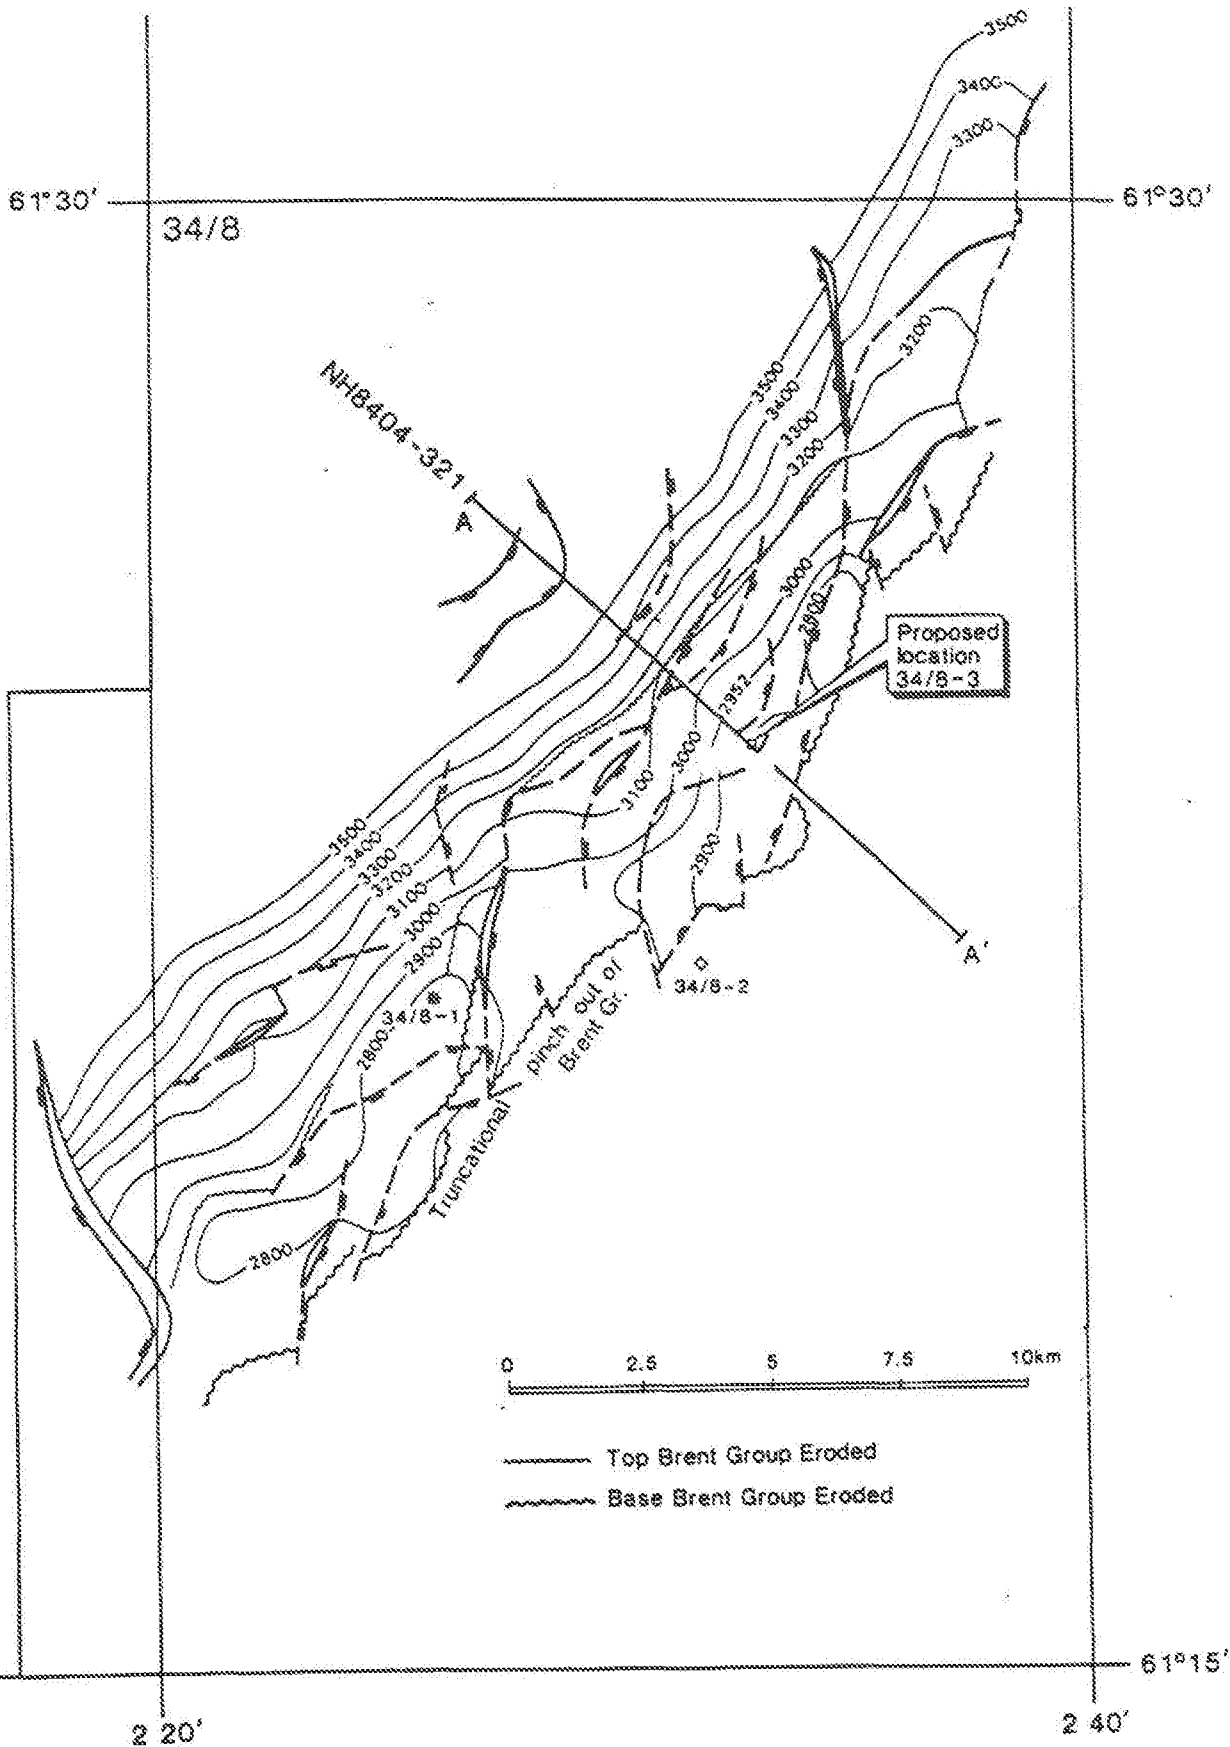 3500
3400
3300
61°30'
61°30'
34/8
3200
NH8404-321
A
3500
3400
3300
3200
3000
2900
Proposed
location
34/8-3
2952
3000
3100
2900
3500
3400
3300
3200
3100
3000
2900
A'
34/8-2
34/8-1
pinch out of
Brent Gr.
2800
Truncational
2800
0 2.5 5 7.5 10km
Top Brent Group Eroded
Base Brent Group Eroded
61°15'
2 20'
2 40'